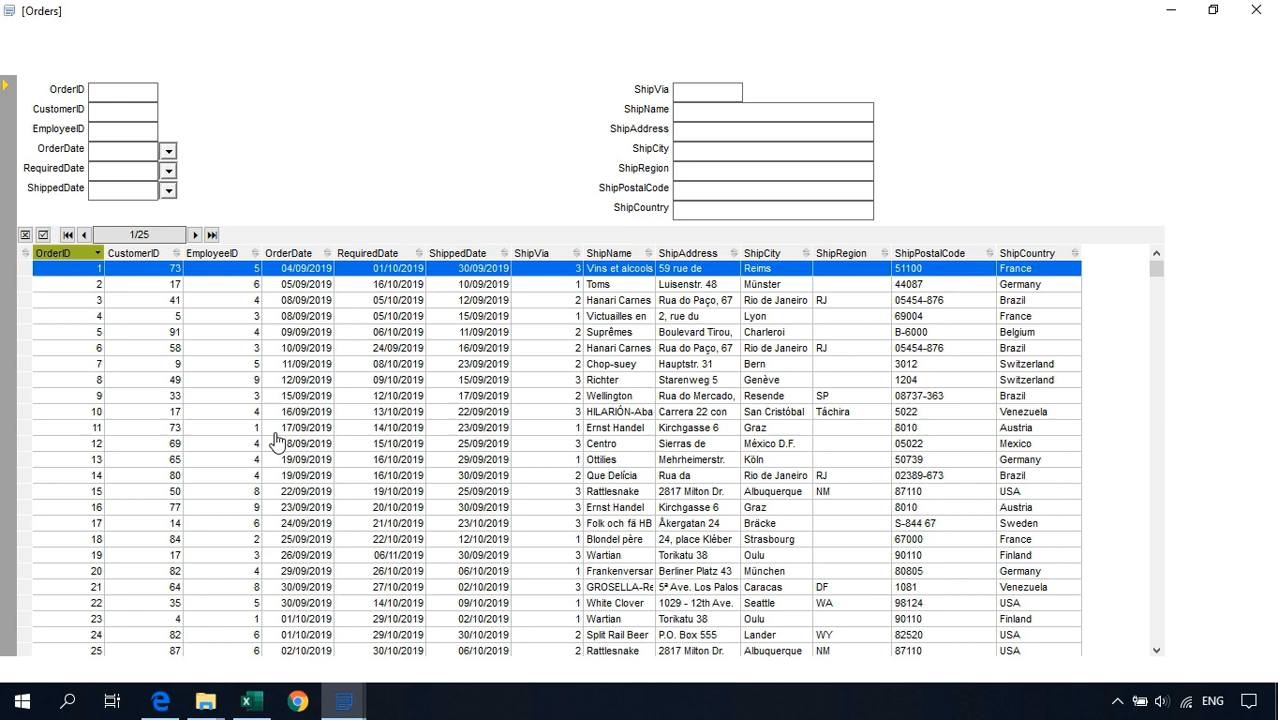 [Orders]
OrderID
CustomerID
EmployeeID
OrderDate
RequiredDate
ShippedDate
ShipVia
ShipName
ShipAddress
ShipCity
ShipRegion
ShipPostalCode
ShipCountry
1/25
OrderID CustomerID EmployeeID OrderDate RequiredDate ShippedDate ShipVia ShipName ShipAddress ShipCity ShipRegion ShipPostalCode ShipCountry
1 73 5 04/09/2019 01/10/2019 30/09/2019 3 Vins et alcools 59 rue de Reims 51100 France
2 17 6 05/09/2019 16/10/2019 10/09/2019 1 Toms Luisenstr. 48 Münster 44087 Germany
3 41 4 08/09/2019 05/10/2019 12/09/2019 2 Hanari Carnes Rua do Paço, 67 Rio de Janeiro RJ 05454-876 Brazil
4 5 3 08/09/2019 05/10/2019 15/09/2019 1 Victuailles en 2, rue du Lyon 69004 France
5 91 4 09/09/2019 06/10/2019 11/09/2019 2 Suprêmes Boulevard Tirou, Charleroi B-6000 Belgium
6 58 3 10/09/2019 24/09/2019 16/09/2019 2 Hanari Carnes Rua do Paço, 67 Rio de Janeiro RJ 05454-876 Brazil
7 9 5 11/09/2019 08/10/2019 23/09/2019 2 Chop-suey Hauptstr. 31 Bern 3012 Switzerland
8 49 9 12/09/2019 09/10/2019 15/09/2019 3 Richter Starenweg 5 Genève 1204 Switzerland
9 33 3 15/09/2019 12/10/2019 17/09/2019 2 Wellington Rua do Mercado, Resende SP 08737-363 Brazil
10 17 4 16/09/2019 13/10/2019 22/09/2019 3 HILARIÓN-Aba Carrera 22 con San Cristóbal Táchira 5022 Venezuela
11 73 1 17/09/2019 14/10/2019 23/09/2019 1 Ernst Handel Kirchgasse 6 Graz 8010 Austria
12 69 4 8/09/2019 15/10/2019 25/09/2019 3 Centro Sierras de México D.F. 05022 Mexico
13 65 4 19/09/2019 16/10/2019 29/09/2019 1 Ottilies Mehrheimerstr. Köln 50739 Germany
14 80 4 19/09/2019 16/10/2019 30/09/2019 2 Que Delícia Rua da Rio de Janeiro RJ 02389-673 Brazil
15 50 8 22/09/2019 19/10/2019 25/09/2019 3 Rattlesnake 2817 Milton Dr. Albuquerque NM 87110 USA
16 77 9 23/09/2019 20/10/2019 30/09/2019 3 Ernst Handel Kirchgasse 6 Graz 8010 Austria
17 14 6 24/09/2019 21/10/2019 23/10/2019 3 Folk och fä HB Åkergatan 24 Bräcke S-844 67 Sweden
18 84 2 25/09/2019 22/10/2019 12/10/2019 1 Blondel père 24, place Kléber Strasbourg 67000 France
19 17 3 26/09/2019 06/11/2019 30/09/2019 3 Wartian Torikatu 38 Oulu 90110 Finland
20 82 4 29/09/2019 26/10/2019 06/10/2019 1 Frankenversan Berliner Platz 43 München 80805 Germany
21 64 8 30/09/2019 27/10/2019 02/10/2019 3 GROSELLA-Re 5ª Ave. Los Palos Caracas DF 1081 Venezuela
22 35 5 30/09/2019 14/10/2019 09/10/2019 1 White Clover 1029 - 12th Ave. Seattle WA 98124 USA
23 4 1 01/10/2019 29/10/2019 02/10/2019 1 Wartian Torikatu 38 Oulu 90110 Finland
24 82 6 01/10/2019 29/10/2019 30/10/2019 2 Split Rail Beer P.O. Box 555 Lander WY 82520 USA
25 87 6 02/10/2019 30/10/2019 06/10/2019 2 Rattlesnake 2817 Milton Dr. Albuquerque NM 87110 USA
ENG